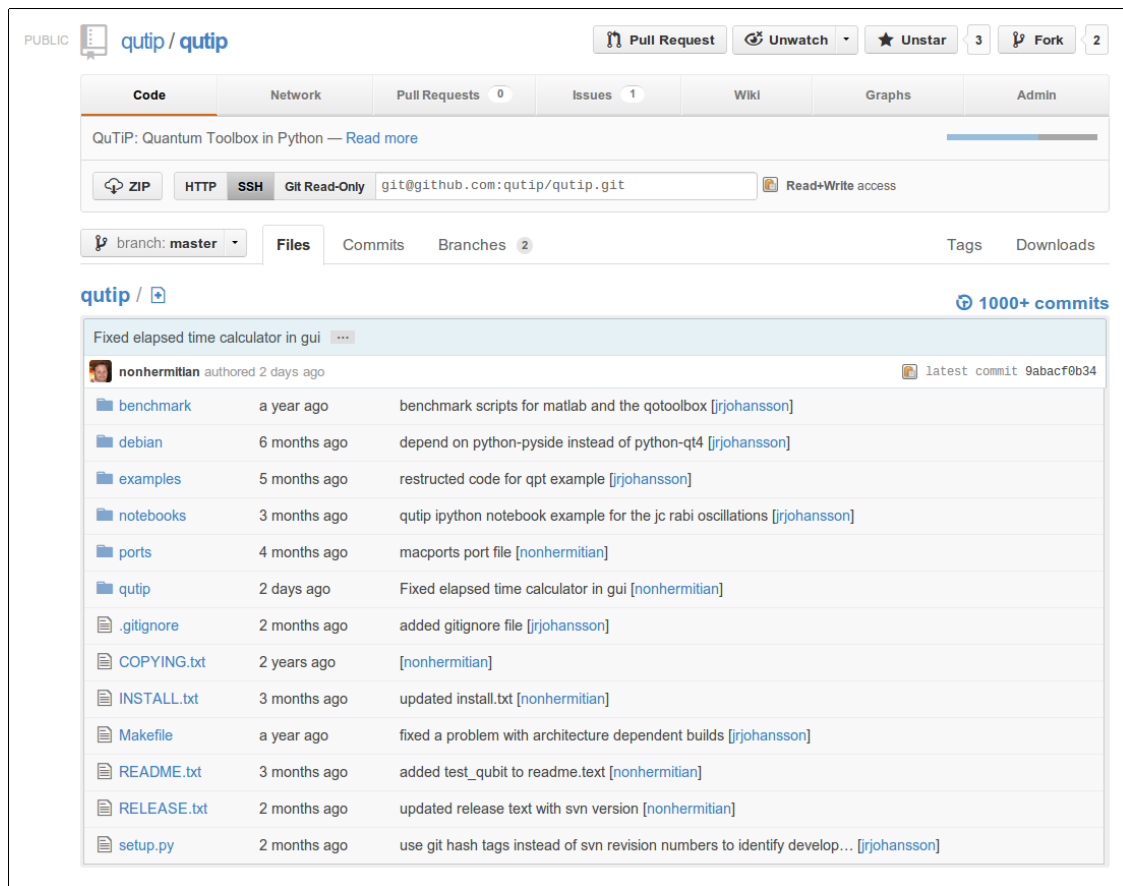 PUBLIC qutip / qutip Pull Request Unwatch Unstar 3 Fork 2
Code Network Pull Requests 0 Issues 1 Wiki Graphs Admin
QuTiP: Quantum Toolbox in Python — Read more
ZIP HTTP SSH Git Read-Only git@github.com:qutip/qutip.git Read+Write access
branch: master Files Commits Branches 2 Tags Downloads
qutip / 1000+ commits
Fixed elapsed time calculator in gui ...
nonhermitian authored 2 days ago latest commit 9abacf0b34
benchmark a year ago benchmark scripts for matlab and the qotoolbox [jrjohansson]
debian 6 months ago depend on python-pyside instead of python-qt4 [jrjohansson]
examples 5 months ago restructed code for qpt example [jrjohansson]
notebooks 3 months ago qutip ipython notebook example for the jc rabi oscillations [jrjohansson]
ports 4 months ago macports port file [nonhermitian]
qutip 2 days ago Fixed elapsed time calculator in gui [nonhermitian]
.gitignore 2 months ago added gitignore file [jrjohansson]
COPYING.txt 2 years ago [nonhermitian]
INSTALL.txt 3 months ago updated install.txt [nonhermitian]
Makefile a year ago fixed a problem with architecture dependent builds [jrjohansson]
README.txt 3 months ago added test_qubit to readme.text [nonhermitian]
RELEASE.txt 2 months ago updated release text with svn version [nonhermitian]
setup.py 2 months ago use git hash tags instead of svn revision numbers to identify develop… [jrjohansson]